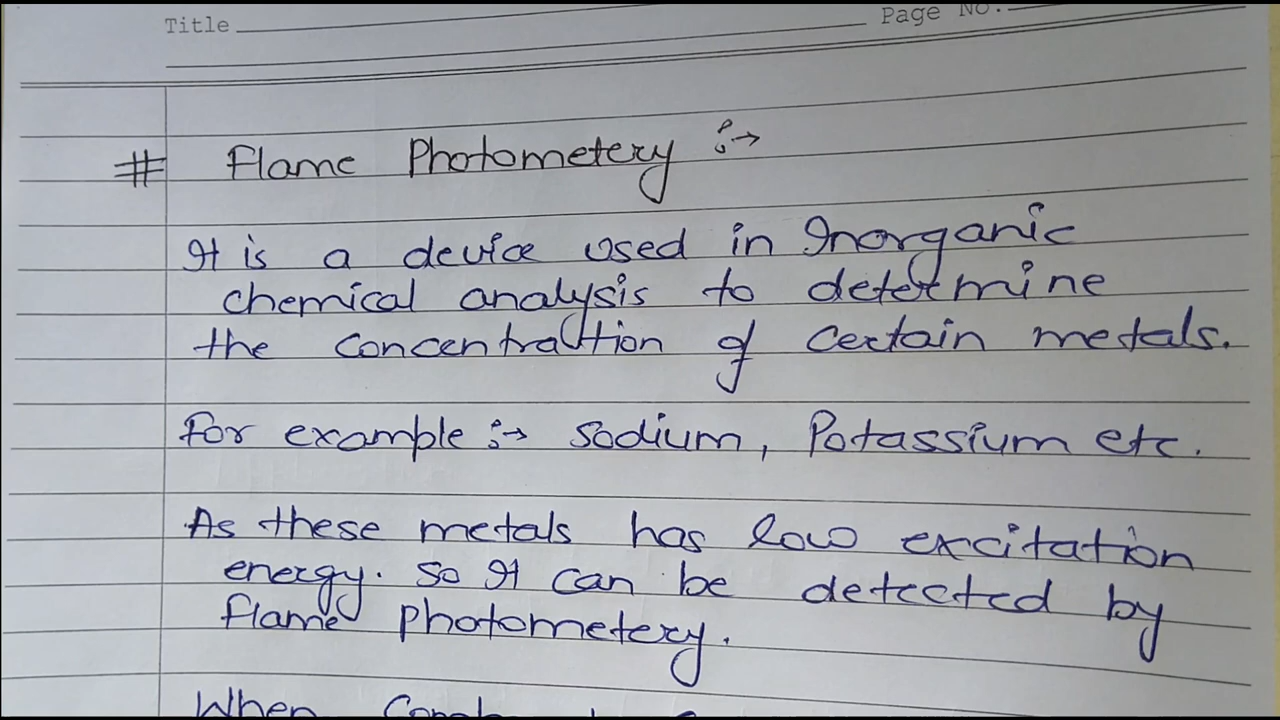 Title
Page No.
# Flame Photometery :→
It is a device used in Inorganic
chemical analysis to determine
the concentration of certain metals.
For example :→ Sodium, Potassium etc.
As these metals has low excitation
energy. So It can be detected by
flame photometery.
When